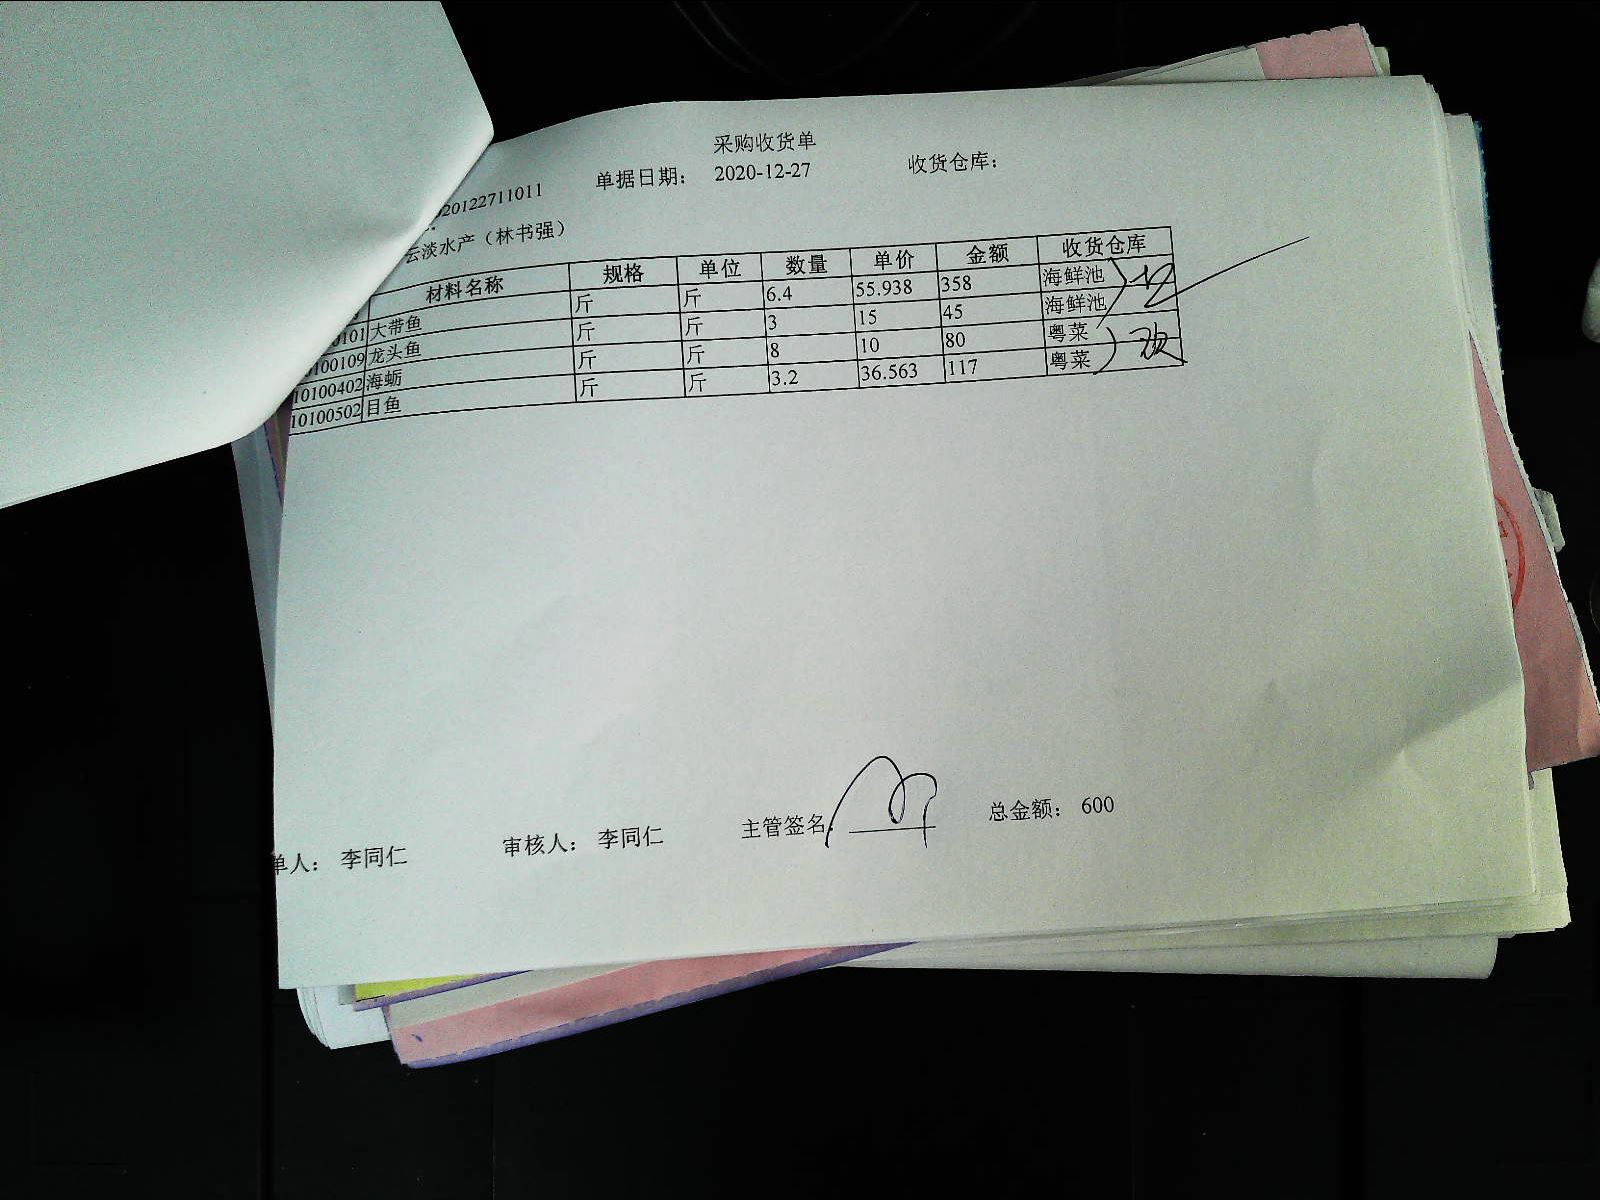 采购收货单
20122711011 单据日期： 2020-12-27 收货仓库：
云淡水产（林书强）
材料名称 规格 单位 数量 单价 金额 收货仓库
0101 大带鱼 斤 斤 6.4 55.938 358 海鲜池
0100109 龙头鱼 斤 斤 3 15 45 海鲜池
10100402 海蛎 斤 斤 8 10 80 粤菜
10100502 目鱼 斤 斤 3.2 36.563 117 粤菜
单人： 李同仁 审核人： 李同仁 主管签名: 总金额： 600